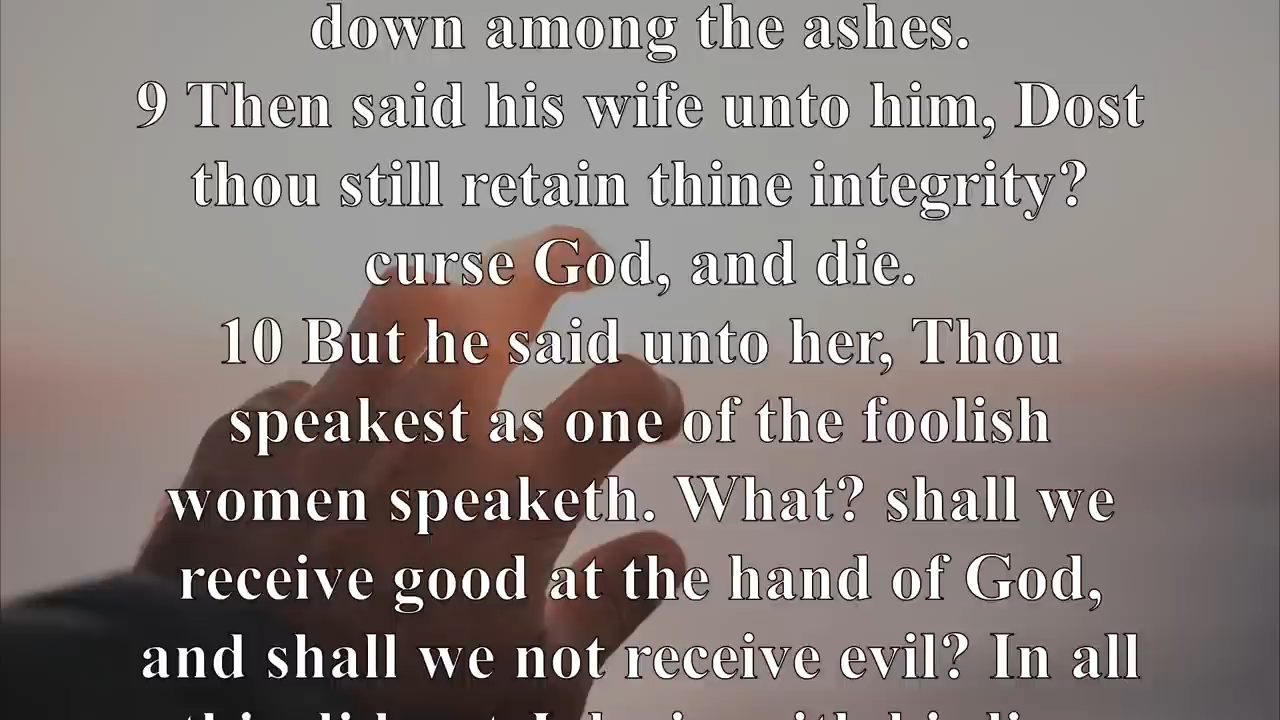 down among the ashes.
9 Then said his wife unto him, Dost
thou still retain thine integrity?
curse God, and die.
10 But he said unto her, Thou
speakest as one of the foolish
women speaketh. What? shall we
receive good at the hand of God,
and shall we not receive evil? In all